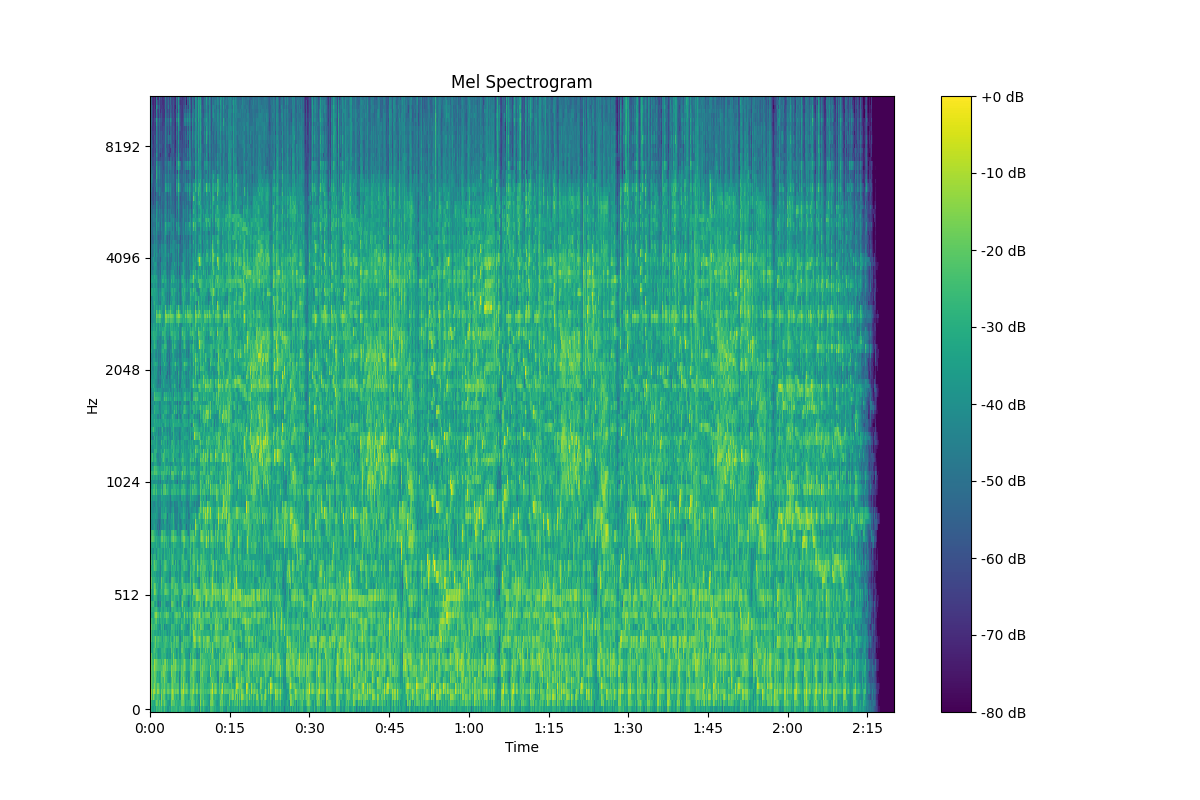 Mel Spectrogram
8192
4096
2048
1024
512
0
Hz
0:00
0:15
0:30
0:45
1:00
1:15
1:30
1:45
2:00
2:15
Time
+0 dB
-10 dB
-20 dB
-30 dB
-40 dB
-50 dB
-60 dB
-70 dB
-80 dB